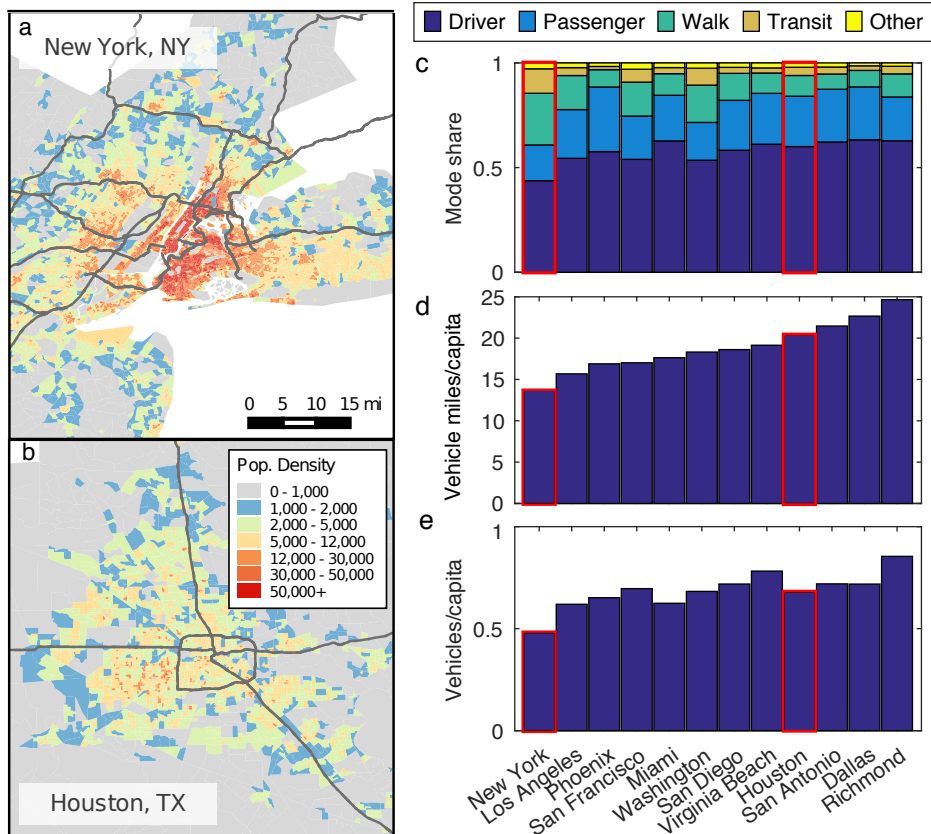 a
New York, NY
0 5 10 15 mi
b
Pop. Density
0 - 1,000
1,000 - 2,000
2,000 - 5,000
5,000 - 12,000
12,000 - 30,000
30,000 - 50,000
50,000+
Houston, TX
Driver Passenger Walk Transit Other
c
1
0.5
0
Mode share
d
25
20
15
10
5
0
Vehicle miles/capita
e
1
0.5
0
Vehicles/capita
New York
Los Angeles
Phoenix
San Francisco
Miami
Washington
San Diego
Virginia Beach
Houston
San Antonio
Dallas
Richmond